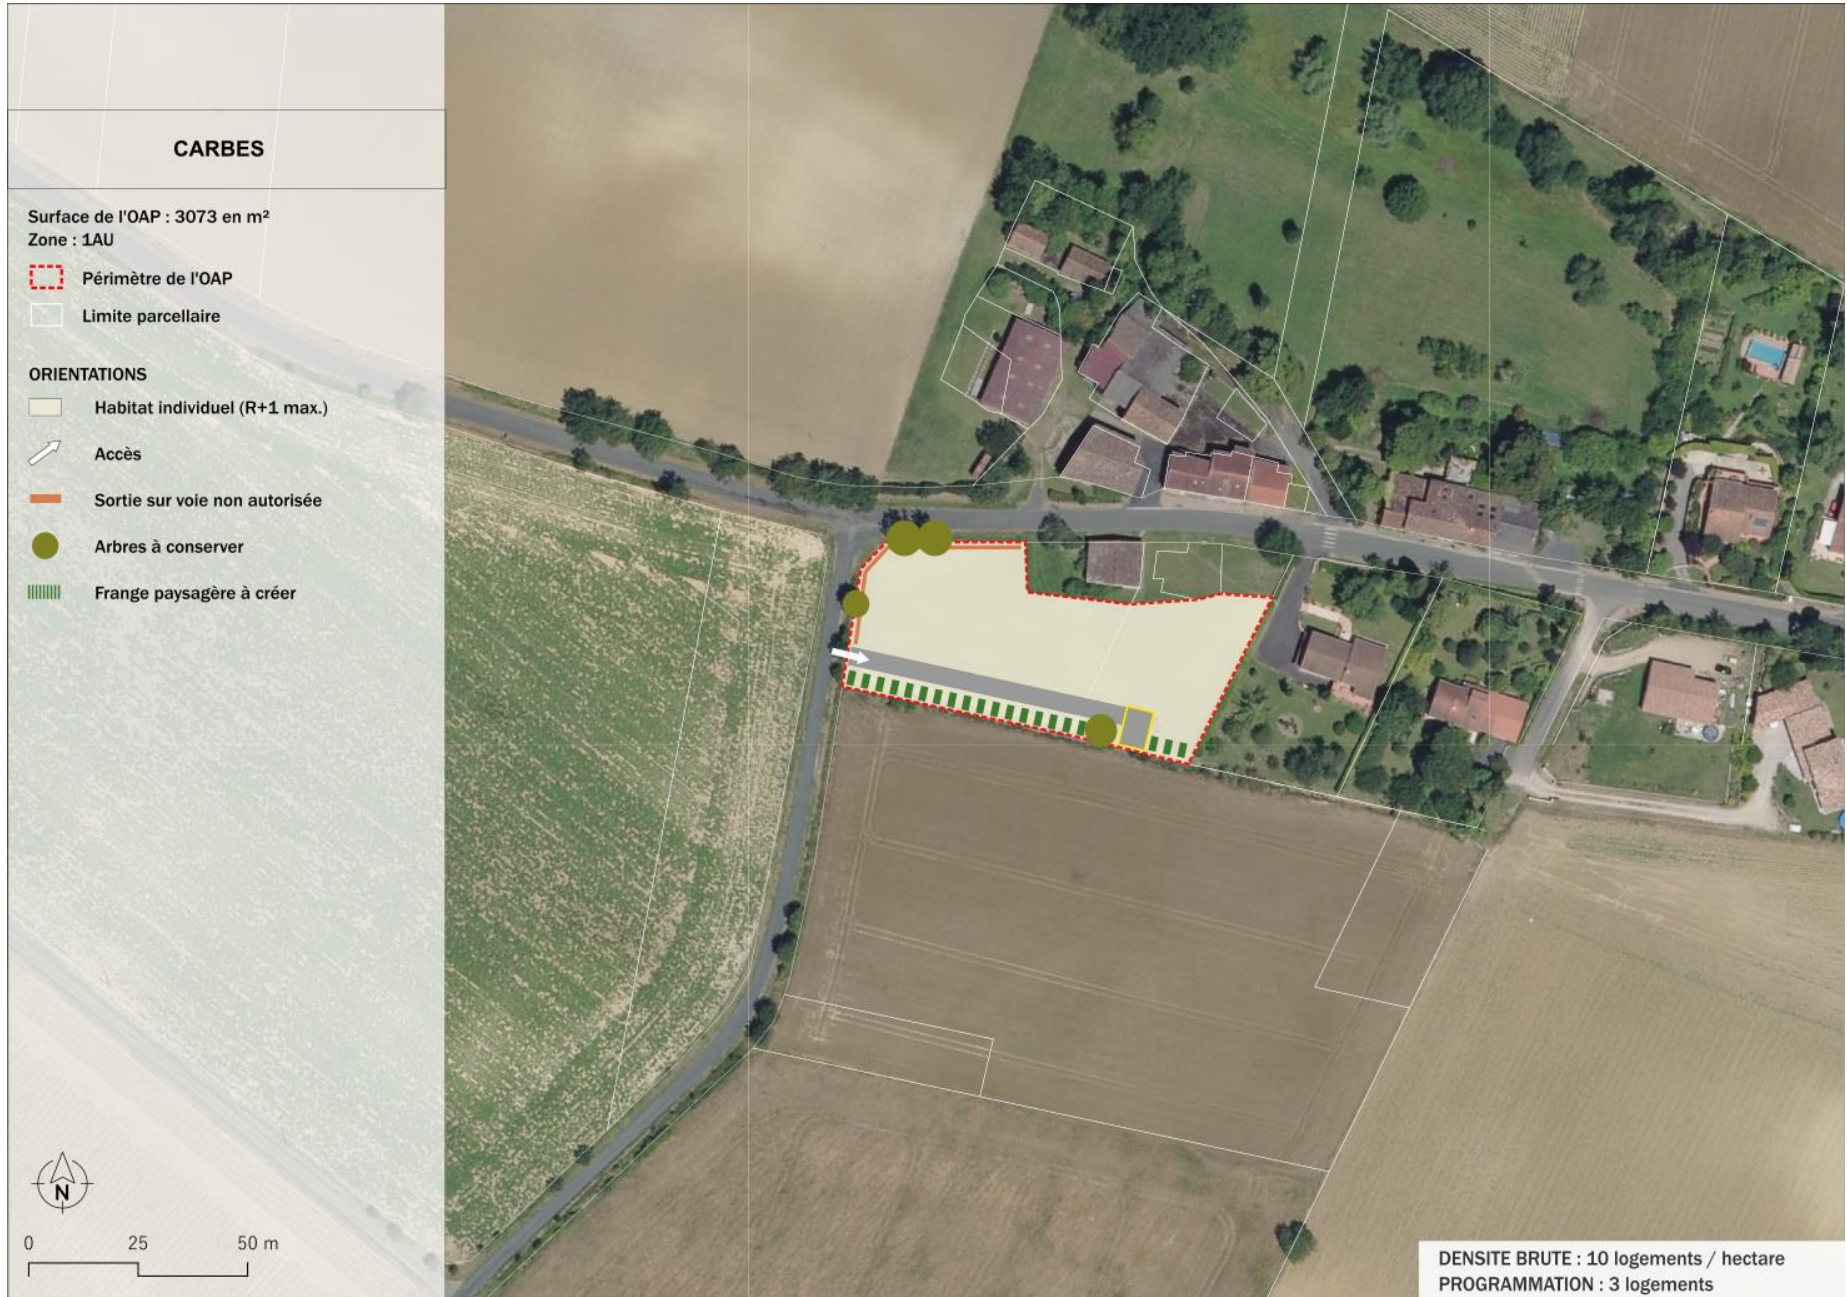 CARBES
Surface de l'OAP : 3073 en m²
Zone : 1AU
Périmètre de l'OAP
Limite parcellaire
ORIENTATIONS
Habitat individuel (R+1 max.)
Accès
Sortie sur voie non autorisée
Arbres à conserver
Frange paysagère à créer
N
0 25 50 m
DENSITE BRUTE : 10 logements / hectare
PROGRAMMATION : 3 logements